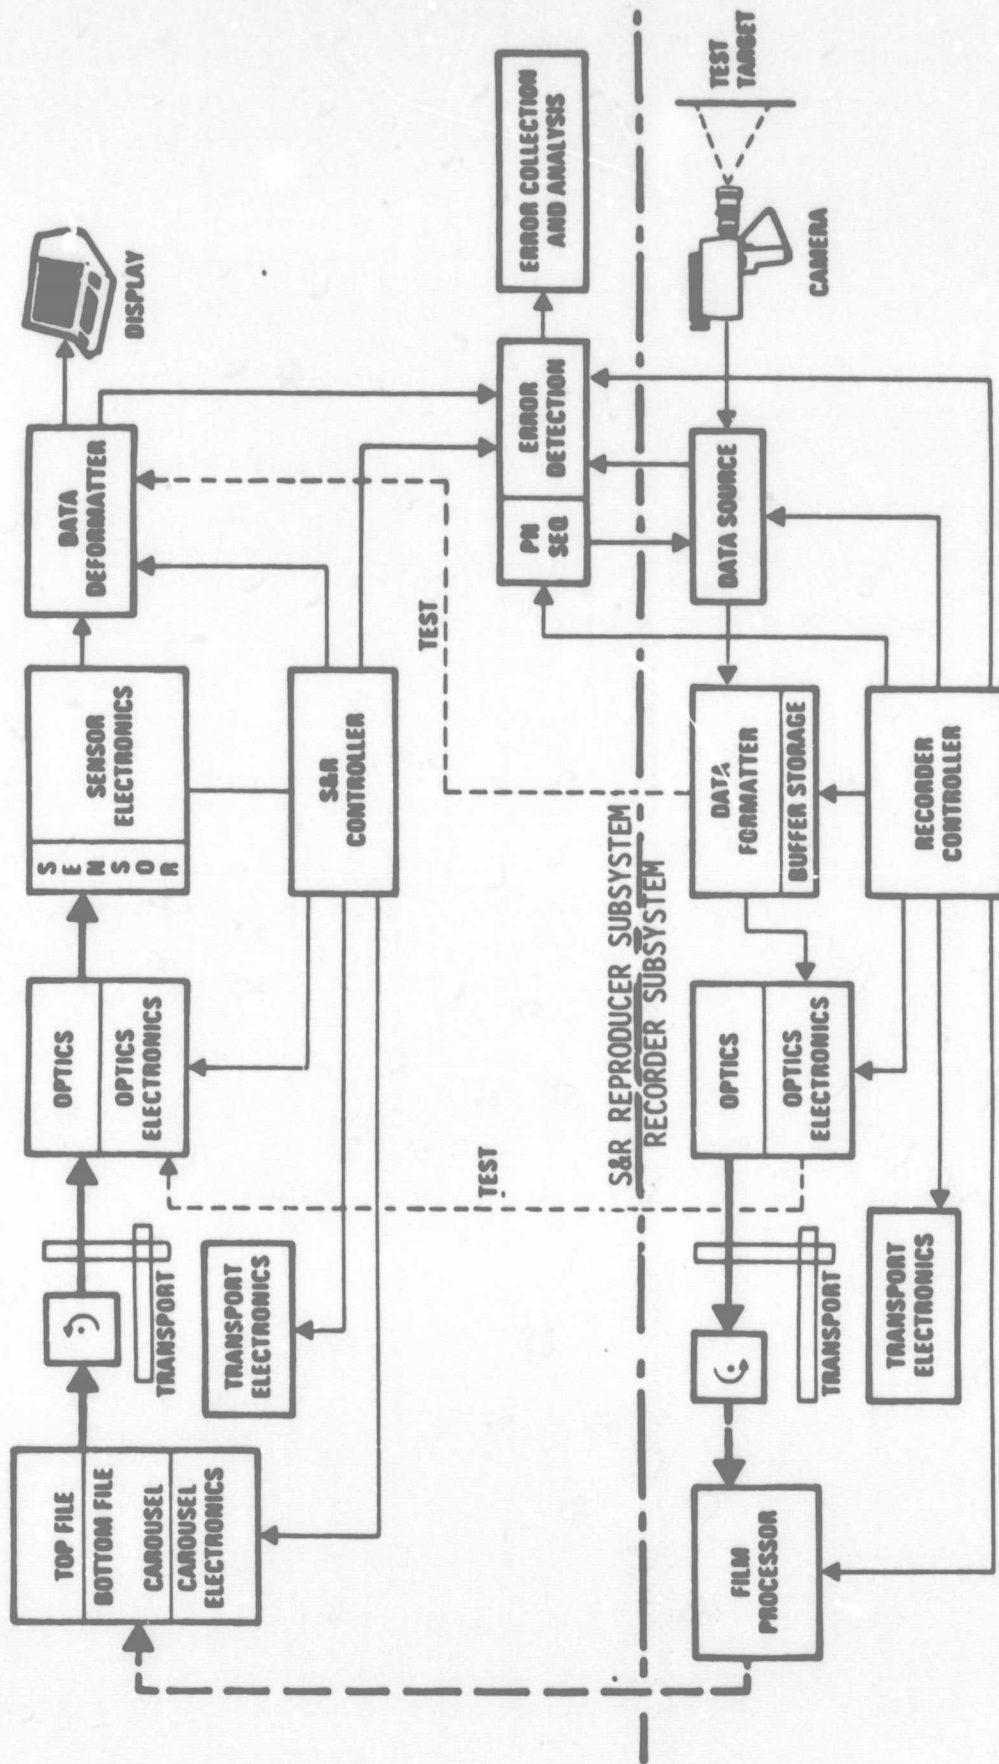 TOP FILE
BOTTOM FILE
CAROUSEL
CAROUSEL
ELECTRONICS
TRANSPORT
TRANSPORT
ELECTRONICS
OPTICS
OPTICS
ELECTRONICS
SENSOR
SENSOR
ELECTRONICS
S&R
CONTROLLER
DATA
DEFORMATTER
DISPLAY
TEST
TEST
PN
SEQ
ERROR
DETECTION
ERROR COLLECTION
AND ANALYSIS
S&R REPRODUCER SUBSYSTEM
RECORDER SUBSYSTEM
FILM
PROCESSOR
TRANSPORT
TRANSPORT
ELECTRONICS
OPTICS
OPTICS
ELECTRONICS
DATA
FORMATTER
BUFFER STORAGE
RECORDER
CONTROLLER
DATA SOURCE
CAMERA
TEST
TARGET